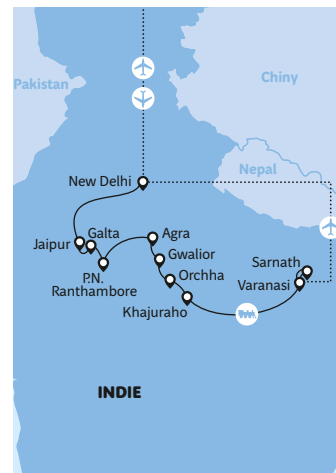 Chiny
Pakistan
Nepal
New Delhi
Galta
Agra
Jaipur
Gwalior
Sarnath
P.N.
Ranthambore
Orchha
Varanasi
Khajuraho
INDIE